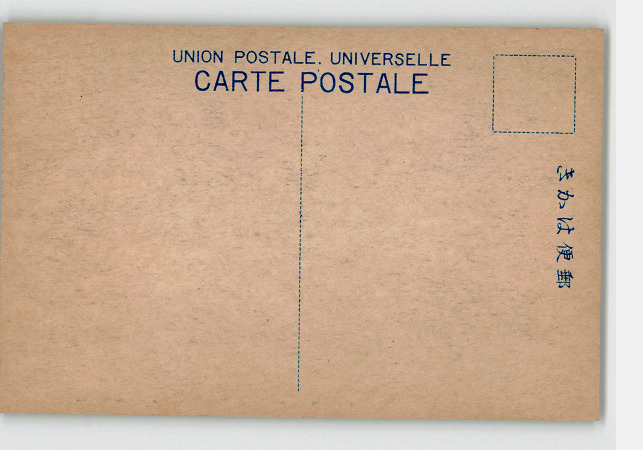 UNION POSTALE. UNIVERSELLE
CARTE POSTALE
郵便はかき